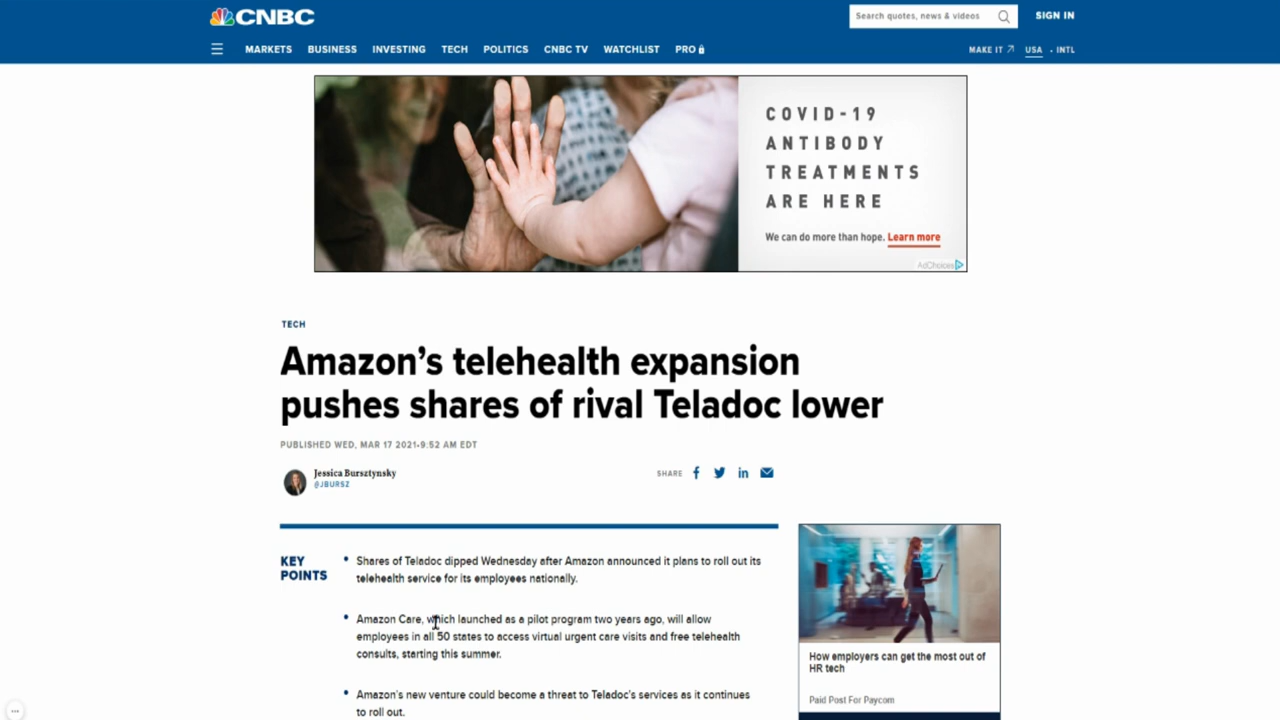 CNBC
Search quotes, news & videos
SIGN IN
MARKETS BUSINESS INVESTING TECH POLITICS CNBC TV WATCHLIST PRO
MAKE IT USA • INTL
COVID-19
ANTIBODY
TREATMENTS
ARE HERE
We can do more than hope. Learn more
AdChoices
TECH
Amazon’s telehealth expansion
pushes shares of rival Teladoc lower
PUBLISHED WED, MAR 17 2021•9:52 AM EDT
Jessica Bursztynsky
@JBURSZ
SHARE
KEY
POINTS
• Shares of Teladoc dipped Wednesday after Amazon announced it plans to roll out its
telehealth service for its employees nationally.
• Amazon Care, which launched as a pilot program two years ago, will allow
employees in all 50 states to access virtual urgent care visits and free telehealth
consults, starting this summer.
• Amazon’s new venture could become a threat to Teladoc’s services as it continues
to roll out.
How employers can get the most out of
HR tech
Paid Post For Paycom